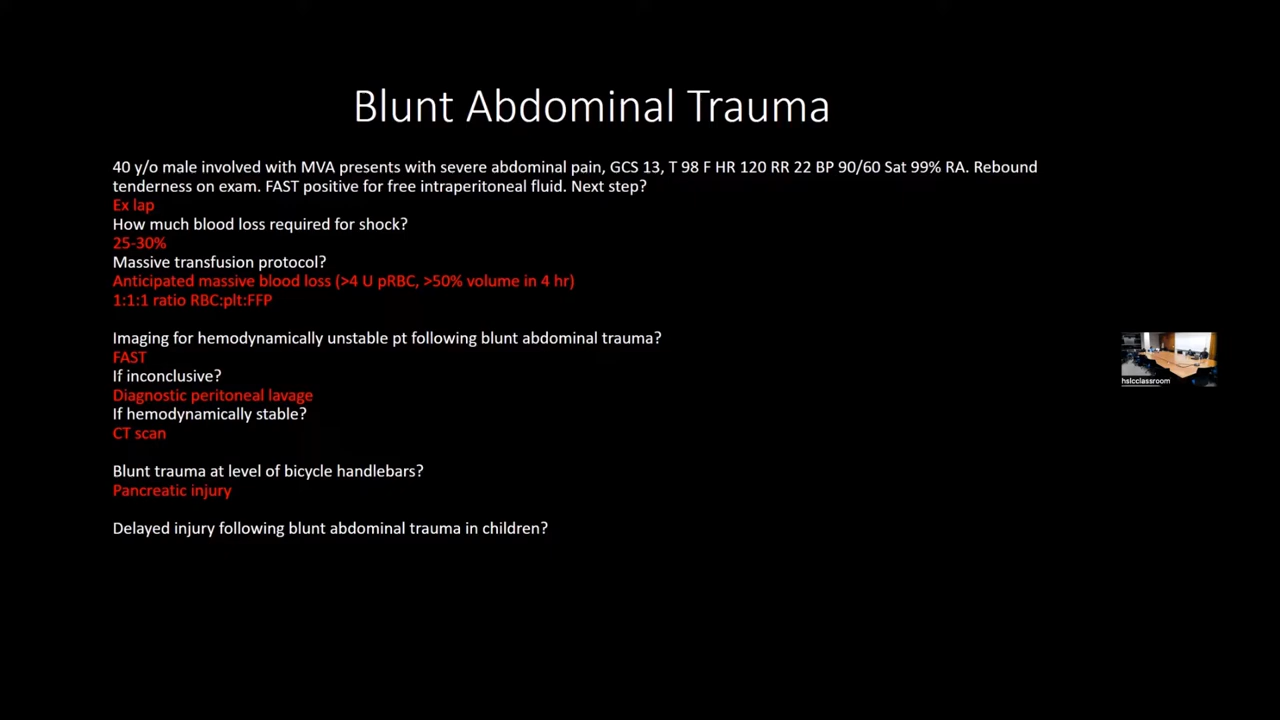 Blunt Abdominal Trauma
40 y/o male involved with MVA presents with severe abdominal pain, GCS 13, T 98 F HR 120 RR 22 BP 90/60 Sat 99% RA. Rebound
tenderness on exam. FAST positive for free intraperitoneal fluid. Next step?
Ex lap
How much blood loss required for shock?
25-30%
Massive transfusion protocol?
Anticipated massive blood loss (>4 U pRBC, >50% volume in 4 hr)
1:1:1 ratio RBC:plt:FFP
Imaging for hemodynamically unstable pt following blunt abdominal trauma?
FAST
If inconclusive?
Diagnostic peritoneal lavage
If hemodynamically stable?
CT scan
Blunt trauma at level of bicycle handlebars?
Pancreatic injury
Delayed injury following blunt abdominal trauma in children?
hslcclassroom